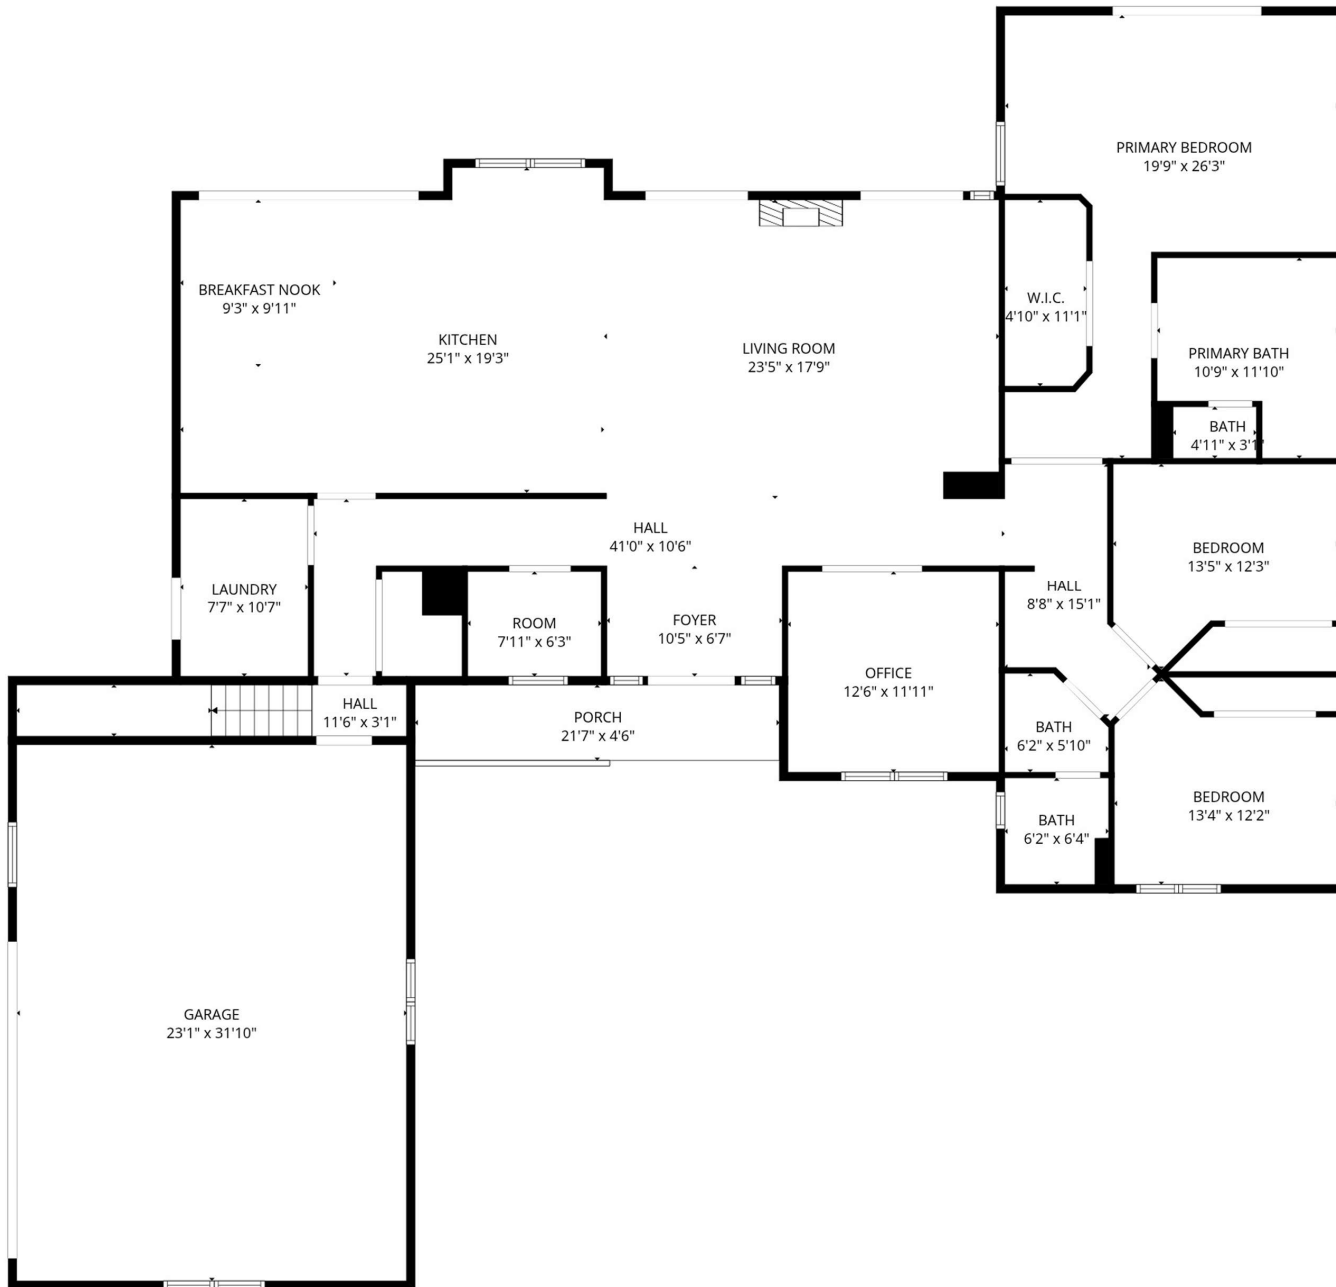 PRIMARY BEDROOM
19'9" x 26'3"
BREAKFAST NOOK
9'3" x 9'11"
KITCHEN
25'1" x 19'3"
LIVING ROOM
23'5" x 17'9"
W.I.C.
4'10" x 11'1"
PRIMARY BATH
10'9" x 11'10"
BATH
4'11" x 3'1"
HALL
41'0" x 10'6"
BEDROOM
13'5" x 12'3"
LAUNDRY
7'7" x 10'7"
ROOM
7'11" x 6'3"
FOYER
10'5" x 6'7"
HALL
8'8" x 15'1"
OFFICE
12'6" x 11'11"
HALL
11'6" x 3'1"
PORCH
21'7" x 4'6"
BATH
6'2" x 5'10"
BEDROOM
13'4" x 12'2"
BATH
6'2" x 6'4"
GARAGE
23'1" x 31'10"